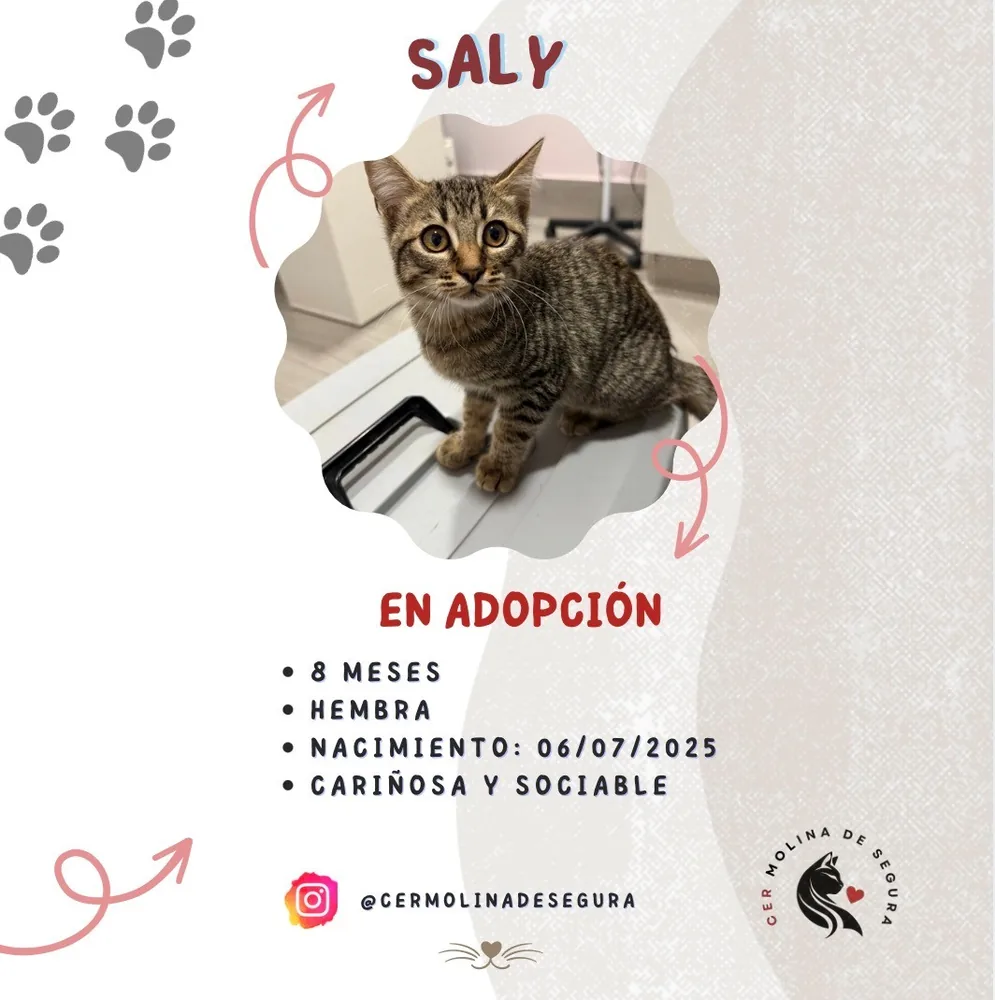 SALY
EN ADOPCIÓN
• 8 MESES
• HEMBRA
• NACIMIENTO: 06/07/2025
• CARIÑOSA Y SOCIABLE
@CERMOLINADESEGURA
CER MOLINA DE SEGURA